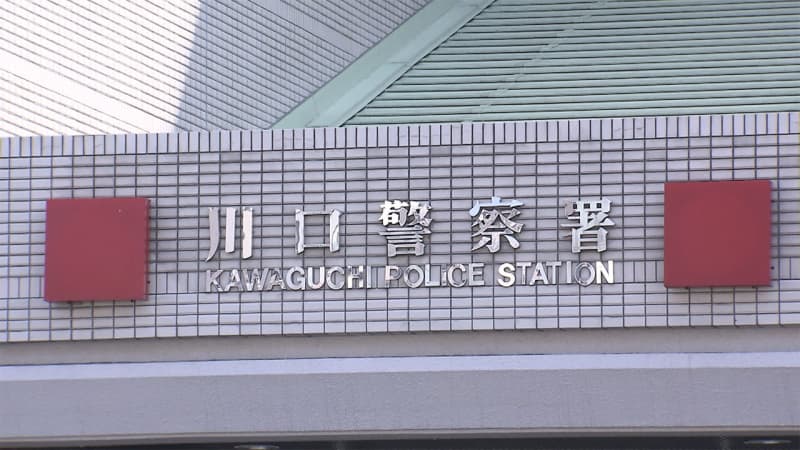 川口警察署
KAWAGUCHI POLICE STATION